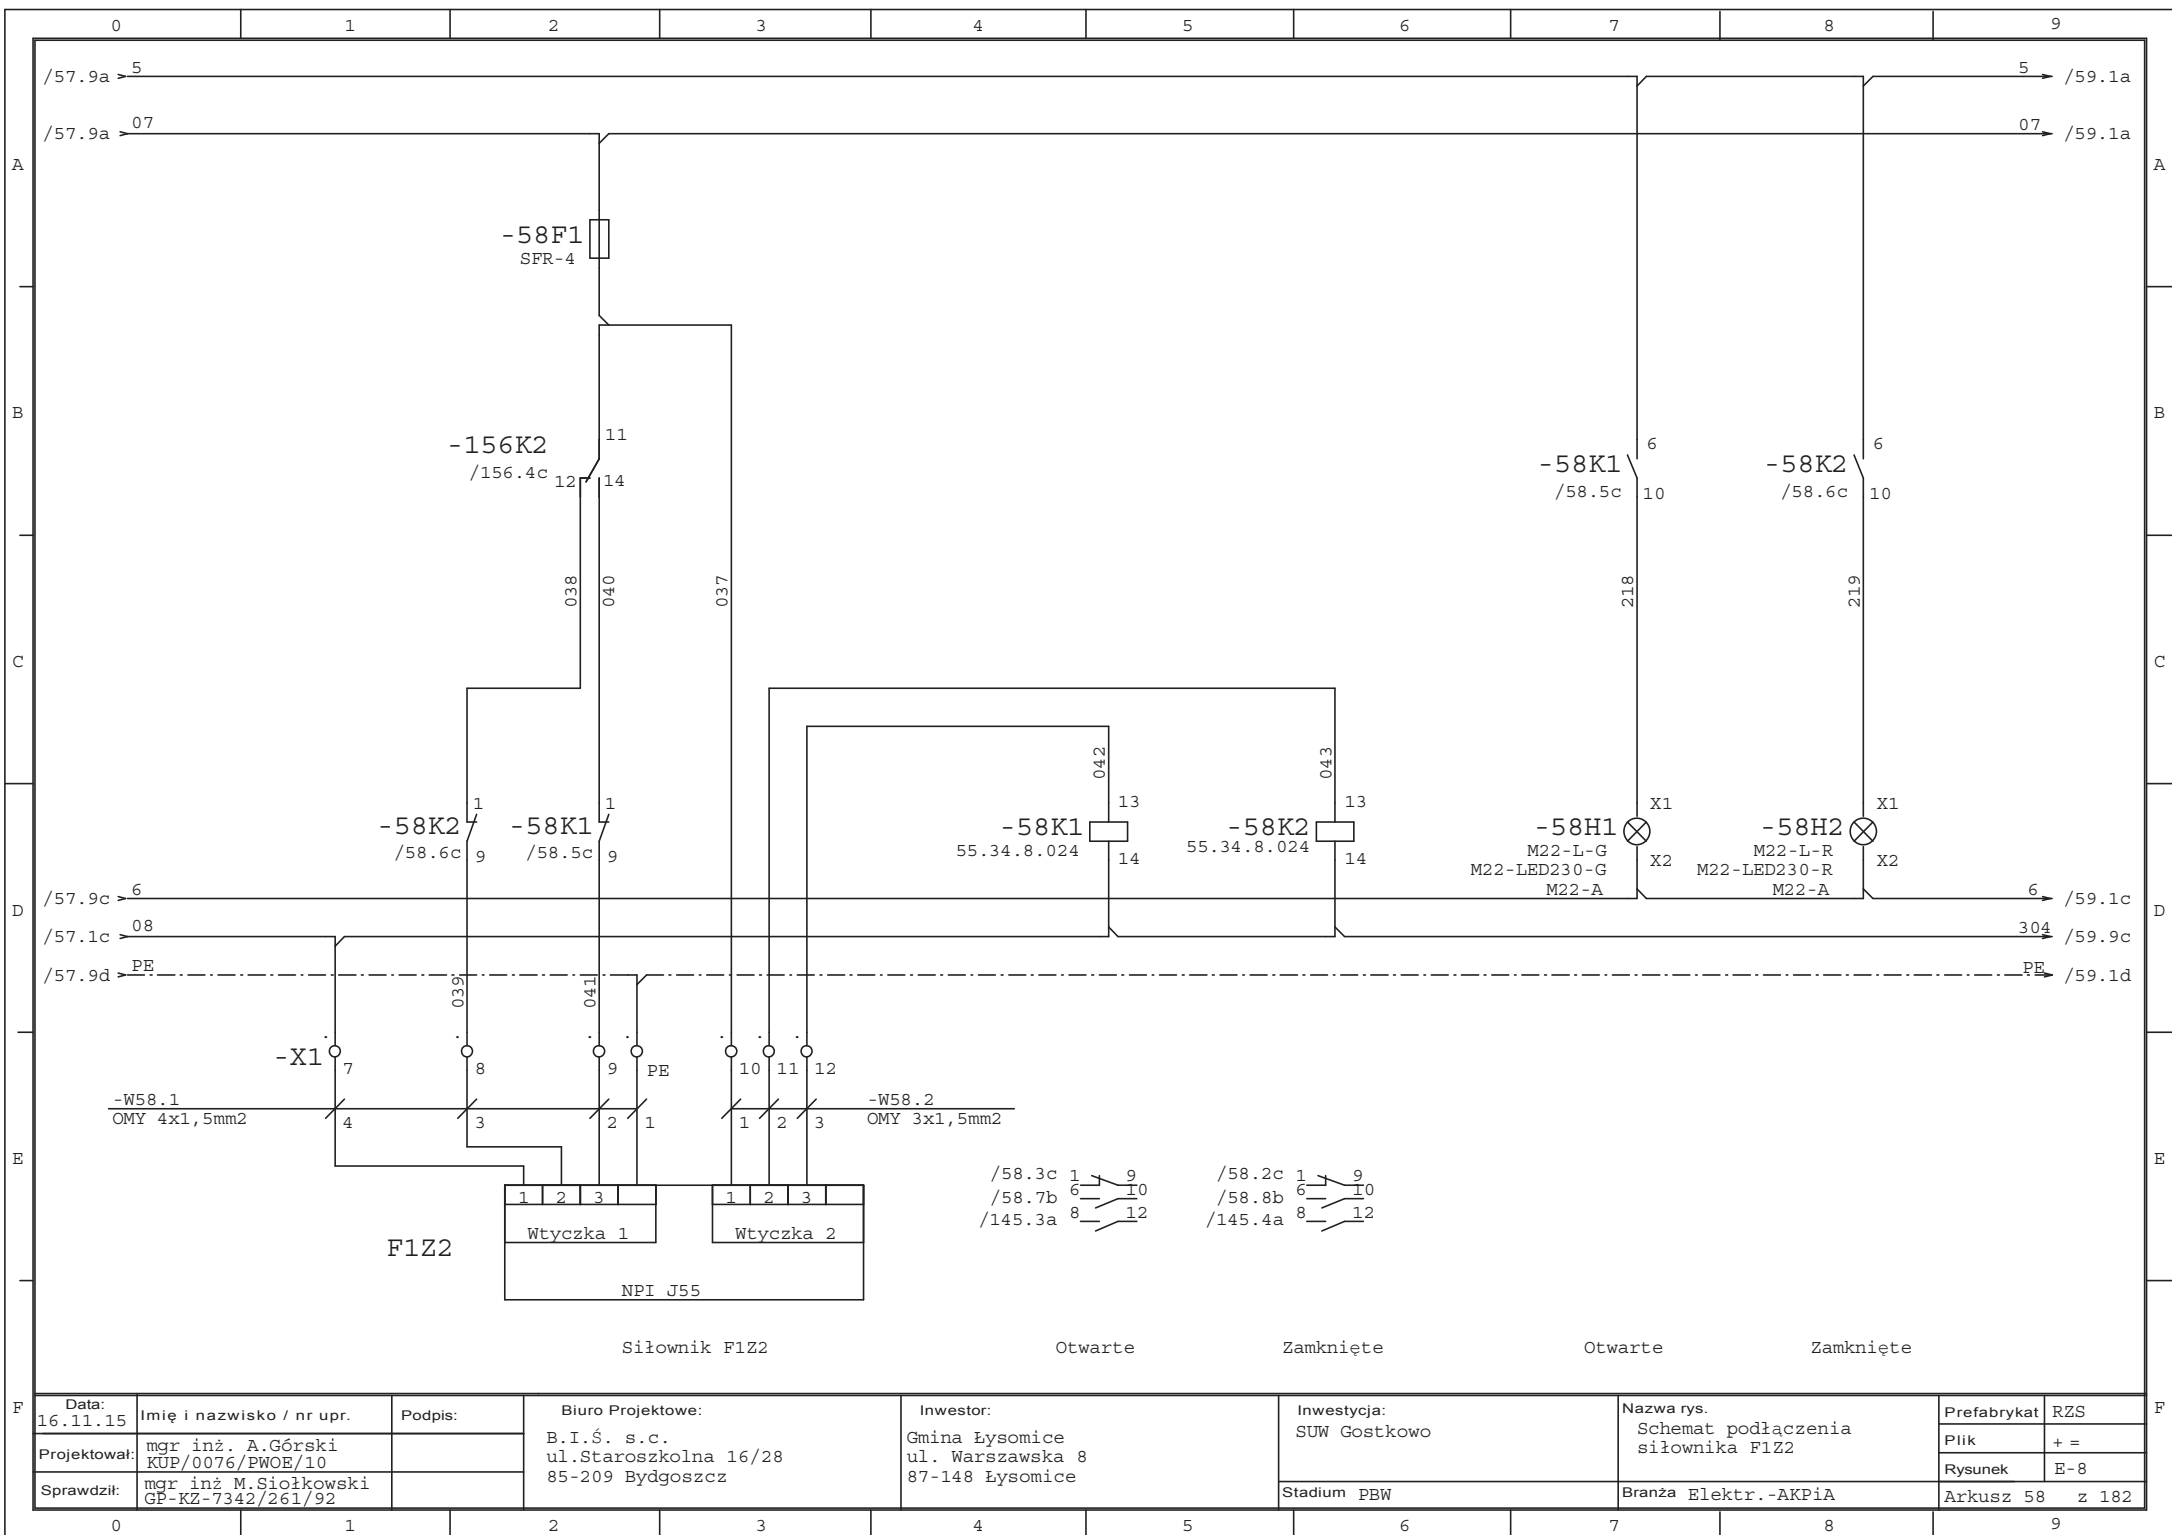 0 1 2 3 4 5 6 7 8 9
/57.9a 5 5 /59.1a
/57.9a 07 07 /59.1a
A A
-58F1
SFR-4
B B
11
-156K2
/156.4c 12 14
6 6
-58K1 -58K2
/58.5c 10 /58.6c 10
038 040 037 218 219
C C
042 043
1 1 13 13 X1 X1
-58K2 -58K1 -58K1 -58K2 -58H1 -58H2
/58.6c 9 /58.5c 9 55.34.8.024 14 55.34.8.024 14 M22-L-G X2 M22-L-R X2
M22-LED230-G M22-LED230-R
M22-A M22-A
/57.9c 6 6 /59.1c
D D
/57.1c 08 304 /59.9c
/57.9d PE PE /59.1d
039 041
-X1 7 8 9 PE 10 11 12
-W58.1 -W58.2
OMY 4x1,5mm2 4 3 2 1 1 2 3 OMY 3x1,5mm2
E E
/58.3c 1 9 /58.2c 1 9
/58.7b 6 10 /58.8b 6 10
/145.3a 8 12 /145.4a 8 12
1 2 3 1 2 3
Wtyczka 1 Wtyczka 2
F1Z2
NPI J55
Siłownik F1Z2 Otwarte Zamknięte Otwarte Zamknięte
F F
Data:
16.11.15
Imię i nazwisko / nr upr.
Podpis:
Projektował:
mgr inż. A.Górski
KUP/0076/PWOE/10
Sprawdził:
mgr inż M.Siołkowski
GP-KZ-7342/261/92
Biuro Projektowe:
B.I.Ś. s.c.
ul.Staroszkolna 16/28
85-209 Bydgoszcz
Inwestor:
Gmina Łysomice
ul. Warszawska 8
87-148 Łysomice
Inwestycja:
SUW Gostkowo
Stadium PBW
Nazwa rys.
Schemat podłączenia
siłownika F1Z2
Branża Elektr.-AKPiA
Prefabrykat RZS
Plik + =
Rysunek E-8
Arkusz 58 z 182
0 1 2 3 4 5 6 7 8 9